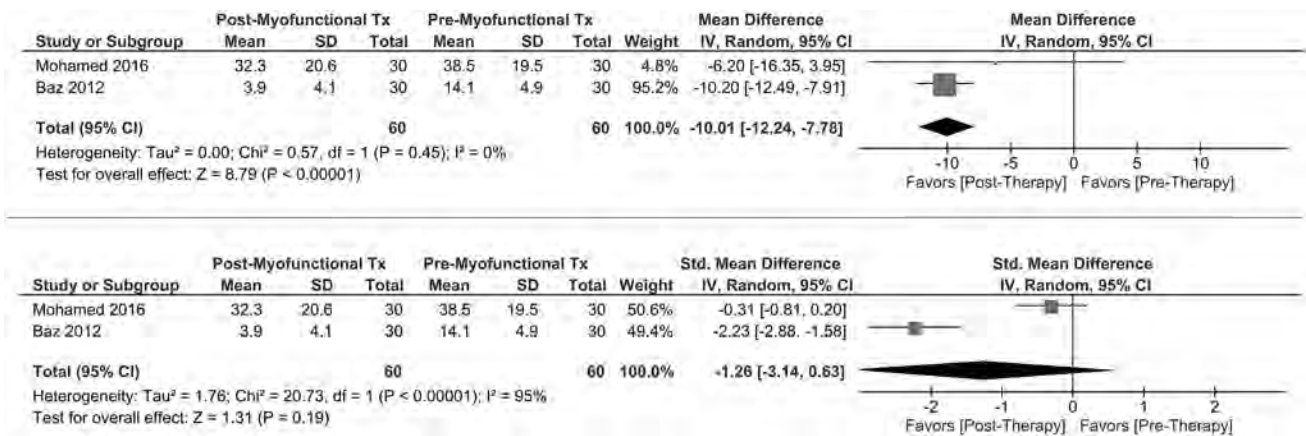 Post-Myofunctional Tx Pre-Myofunctional Tx Mean Difference Mean Difference
Study or Subgroup Mean SD Total Mean SD Total Weight IV, Random, 95% CI IV, Random, 95% CI
Mohamed 2016 32.3 20.6 30 38.5 19.5 30 4.8% -6.20 [-16.35, 3.95]
Baz 2012 3.9 4.1 30 14.1 4.9 30 95.2% -10.20 [-12.49, -7.91]
Total (95% CI) 60 60 100.0% -10.01 [-12.24, -7.78]
Heterogeneity: Tau² = 0.00; Chi² = 0.57, df = 1 (P = 0.45); I² = 0%
Test for overall effect: Z = 8.79 (P < 0.00001)
-10 -5 0 5 10
Favors [Post-Therapy] Favors [Pre-Therapy]
Post-Myofunctional Tx Pre-Myofunctional Tx Std. Mean Difference Std. Mean Difference
Study or Subgroup Mean SD Total Mean SD Total Weight IV, Random, 95% CI IV, Random, 95% CI
Mohamed 2016 32.3 20.6 30 38.5 19.5 30 50.6% -0.31 [-0.81, 0.20]
Baz 2012 3.9 4.1 30 14.1 4.9 30 49.4% -2.23 [-2.88, -1.58]
Total (95% CI) 60 60 100.0% -1.26 [-3.14, 0.63]
Heterogeneity: Tau² = 1.76; Chi² = 20.73, df = 1 (P < 0.00001); I² = 95%
Test for overall effect: Z = 1.31 (P = 0.19)
-2 -1 0 1 2
Favors [Post-Therapy] Favors [Pre-Therapy]